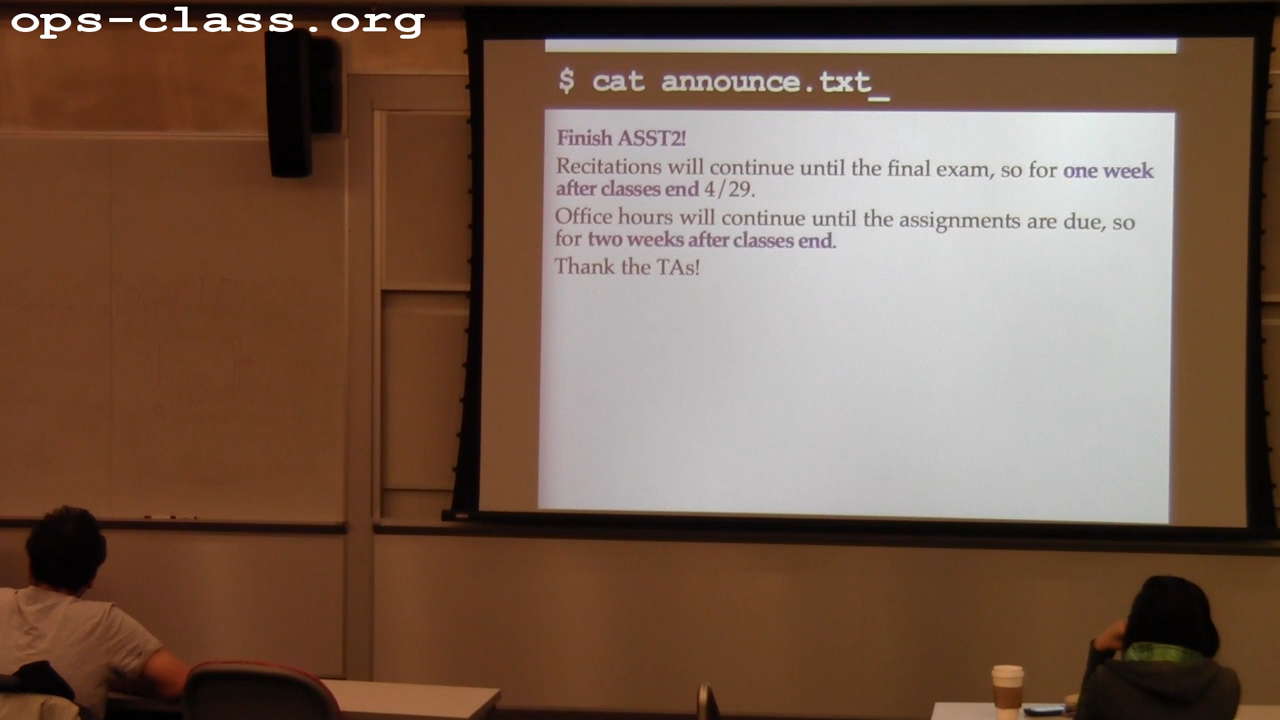 ops-class.org
$ cat announce.txt_
Finish ASST2!
Recitations will continue until the final exam, so for one week
after classes end 4/29.
Office hours will continue until the assignments are due, so
for two weeks after classes end.
Thank the TAs!